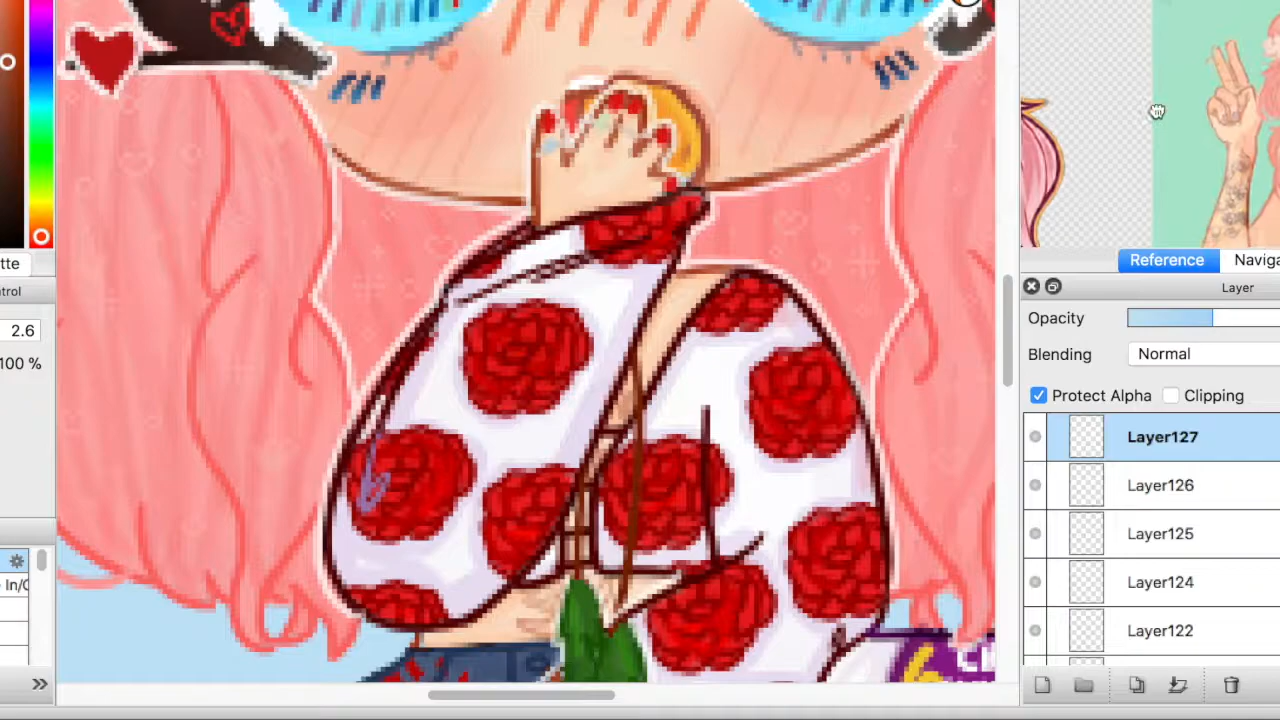 tte
Reference Naviga
ntrol
Layer
Opacity
2.6
100 %
Blending Normal
Protect Alpha Clipping
Layer127
Layer126
Layer125
Layer124
Layer122
In/O